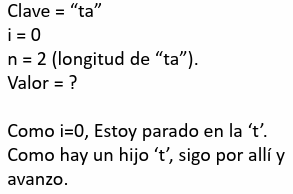 Clave = “ta”
i = 0
n = 2 (longitud de “ta”).
Valor = ?
Como i=0, Estoy parado en la ‘t’.
Como hay un hijo ‘t’, sigo por allí y
avanzo.